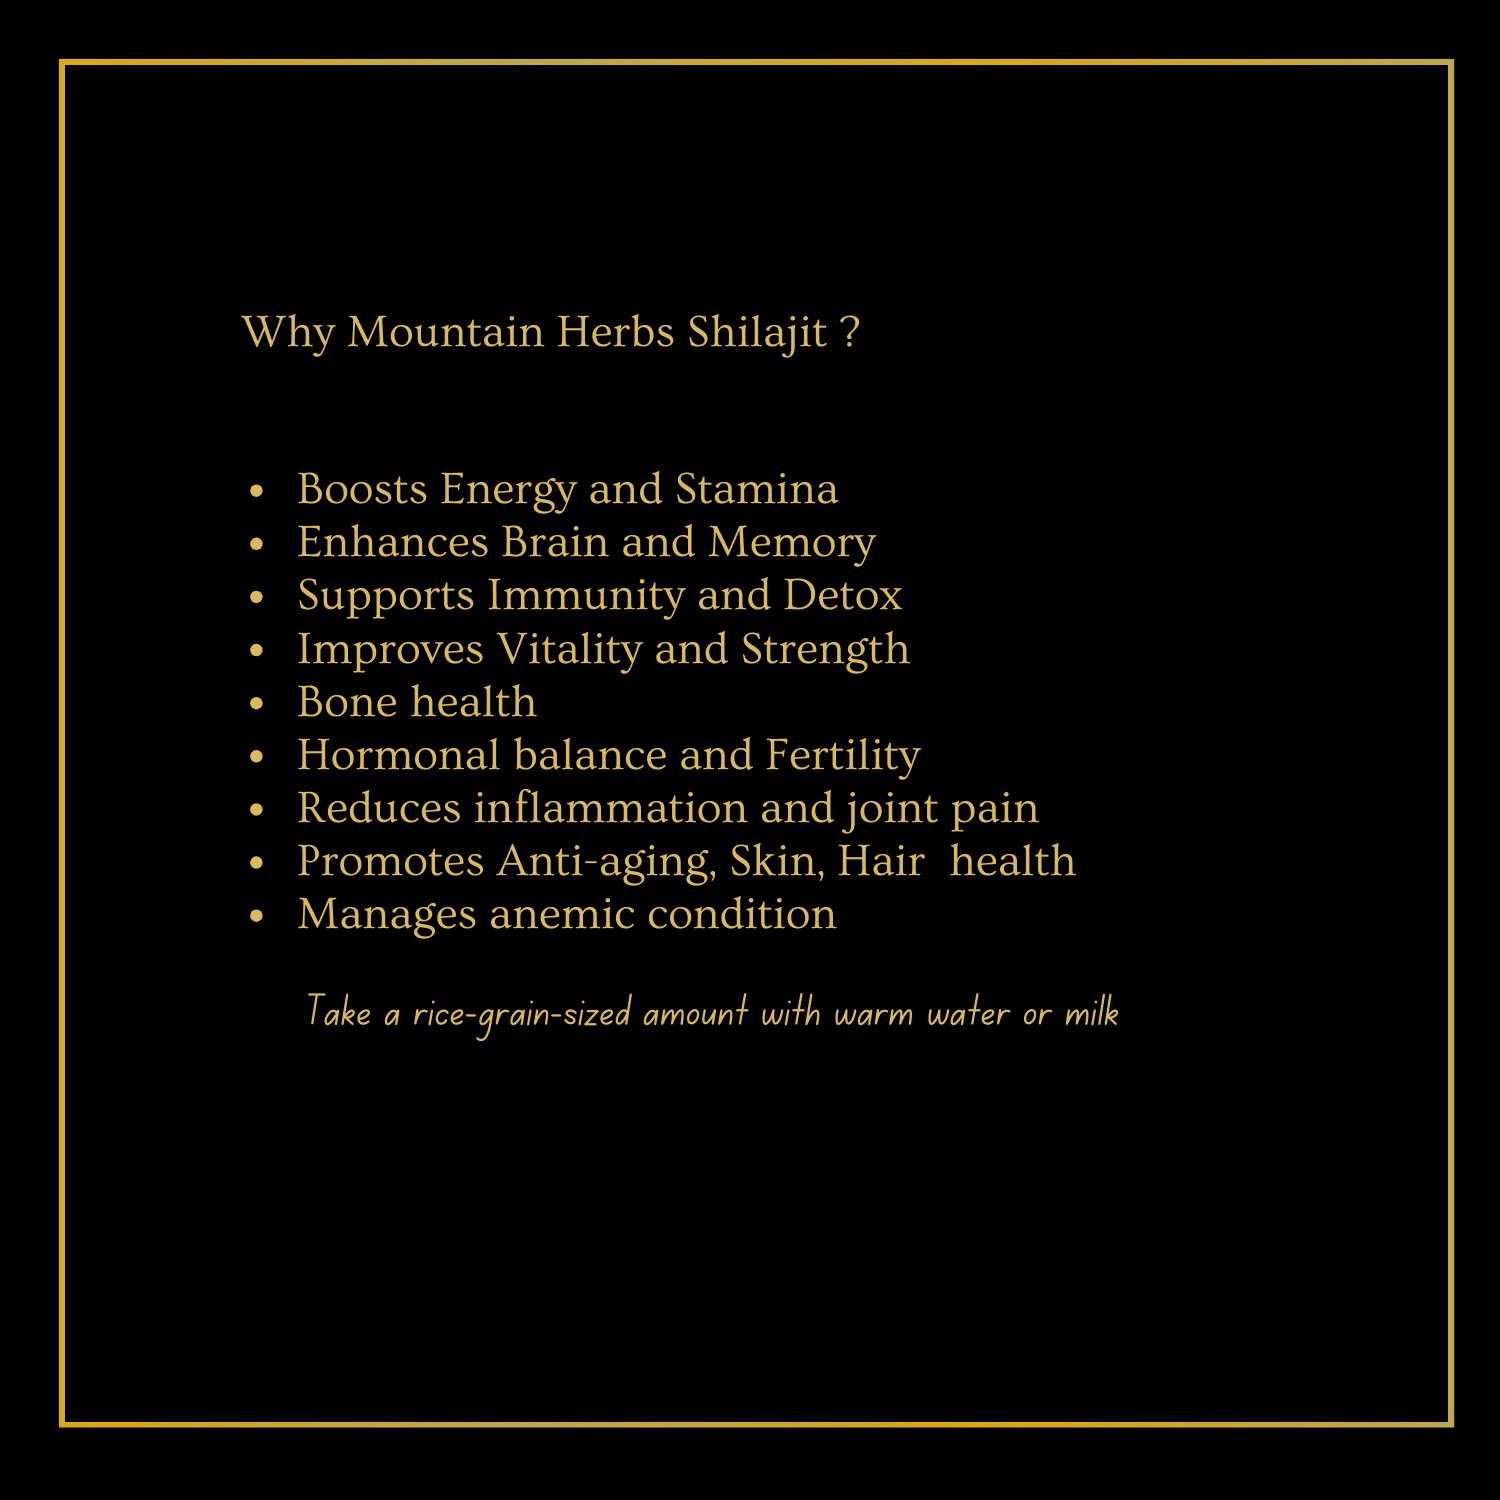 Why Mountain Herbs Shilajit ?
• Boosts Energy and Stamina
• Enhances Brain and Memory
• Supports Immunity and Detox
• Improves Vitality and Strength
• Bone health
• Hormonal balance and Fertility
• Reduces inflammation and joint pain
• Promotes Anti-aging, Skin, Hair  health
• Manages anemic condition
Take a rice-grain-sized amount with warm water or milk